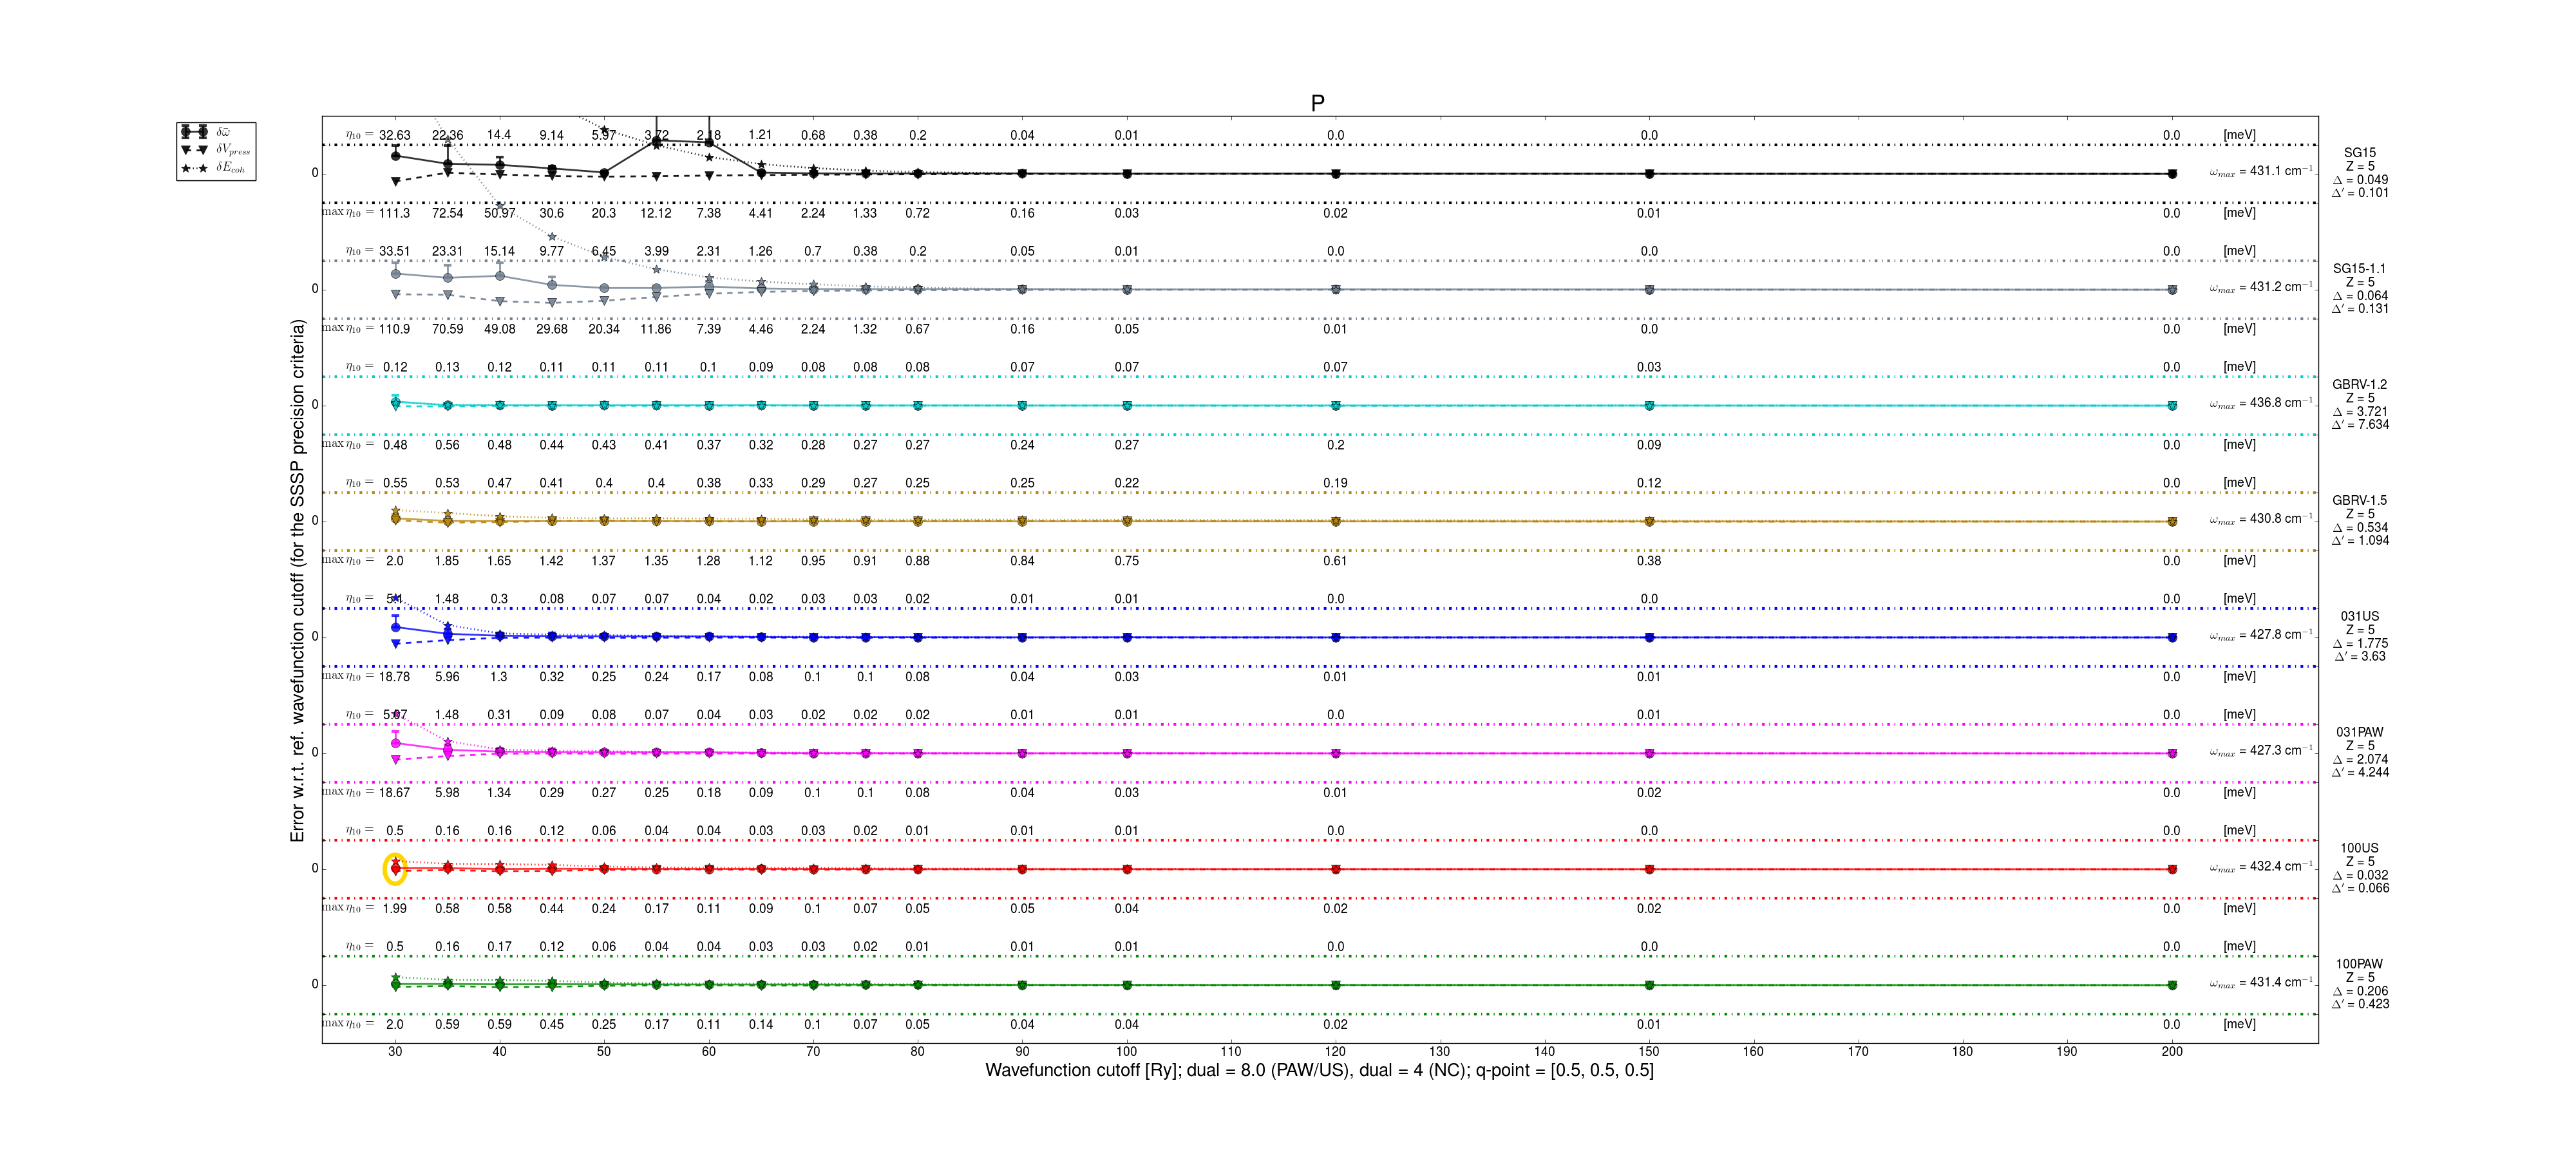 P
δω̄
δV_press
δE_coh
Error w.r.t. ref. wavefunction cutoff (for the SSSP precision criteria)
η₁₀ = 32.63 22.36 14.4 9.14 5.97 3.72 2.18 1.21 0.68 0.38 0.2 0.04 0.01 0.0 0.0 0.0 [meV]
0 ω_max = 431.1 cm⁻¹
max η₁₀ = 111.3 72.54 50.97 30.6 20.3 12.12 7.38 4.41 2.24 1.33 0.72 0.16 0.03 0.02 0.01 0.0 [meV]
SG15
Z = 5
Δ = 0.049
Δ′ = 0.101
η₁₀ = 33.51 23.31 15.14 9.77 6.45 3.99 2.31 1.26 0.7 0.38 0.2 0.05 0.01 0.0 0.0 0.0 [meV]
0 ω_max = 431.2 cm⁻¹
max η₁₀ = 110.9 70.59 49.08 29.68 20.34 11.86 7.39 4.46 2.24 1.32 0.67 0.16 0.05 0.01 0.0 0.0 [meV]
SG15-1.1
Z = 5
Δ = 0.064
Δ′ = 0.131
η₁₀ = 0.12 0.13 0.12 0.11 0.11 0.11 0.1 0.09 0.08 0.08 0.08 0.07 0.07 0.07 0.03 0.0 [meV]
0 ω_max = 436.8 cm⁻¹
max η₁₀ = 0.48 0.56 0.48 0.44 0.43 0.41 0.37 0.32 0.28 0.27 0.27 0.24 0.27 0.2 0.09 0.0 [meV]
GBRV-1.2
Z = 5
Δ = 3.721
Δ′ = 7.634
η₁₀ = 0.55 0.53 0.47 0.41 0.4 0.4 0.38 0.33 0.29 0.27 0.25 0.25 0.22 0.19 0.12 0.0 [meV]
0 ω_max = 430.8 cm⁻¹
max η₁₀ = 2.0 1.85 1.65 1.42 1.37 1.35 1.28 1.12 0.95 0.91 0.88 0.84 0.75 0.61 0.38 0.0 [meV]
GBRV-1.5
Z = 5
Δ = 0.534
Δ′ = 1.094
η₁₀ = 1.48 0.3 0.08 0.07 0.07 0.04 0.02 0.03 0.03 0.02 0.01 0.01 0.0 0.0 0.0 [meV]
0 ω_max = 427.8 cm⁻¹
max η₁₀ = 18.78 5.96 1.3 0.32 0.25 0.24 0.17 0.08 0.1 0.1 0.08 0.04 0.03 0.01 0.01 0.0 [meV]
031US
Z = 5
Δ = 1.775
Δ′ = 3.63
η₁₀ = 1.48 0.31 0.09 0.08 0.07 0.04 0.03 0.02 0.02 0.02 0.01 0.01 0.0 0.01 0.0 [meV]
0 ω_max = 427.3 cm⁻¹
max η₁₀ = 18.67 5.98 1.34 0.29 0.27 0.25 0.18 0.09 0.1 0.1 0.08 0.04 0.03 0.01 0.02 0.0 [meV]
031PAW
Z = 5
Δ = 2.074
Δ′ = 4.244
η₁₀ = 0.5 0.16 0.16 0.12 0.06 0.04 0.04 0.03 0.03 0.02 0.01 0.01 0.01 0.0 0.0 0.0 [meV]
0 ω_max = 432.4 cm⁻¹
max η₁₀ = 1.99 0.58 0.58 0.44 0.24 0.17 0.11 0.09 0.1 0.07 0.05 0.05 0.04 0.02 0.02 0.0 [meV]
100US
Z = 5
Δ = 0.032
Δ′ = 0.066
η₁₀ = 0.5 0.16 0.17 0.12 0.06 0.04 0.04 0.03 0.03 0.02 0.01 0.01 0.01 0.0 0.0 0.0 [meV]
0 ω_max = 431.4 cm⁻¹
max η₁₀ = 2.0 0.59 0.59 0.45 0.25 0.17 0.11 0.14 0.1 0.07 0.05 0.04 0.04 0.02 0.01 0.0 [meV]
100PAW
Z = 5
Δ = 0.206
Δ′ = 0.423
30 40 50 60 70 80 90 100 110 120 130 140 150 160 170 180 190 200
Wavefunction cutoff [Ry]; dual = 8.0 (PAW/US), dual = 4 (NC); q-point = [0.5, 0.5, 0.5]